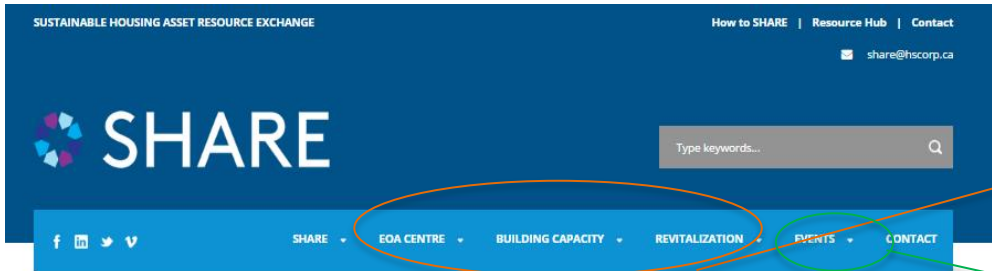 SUSTAINABLE HOUSING ASSET RESOURCE EXCHANGE
How to SHARE | Resource Hub | Contact
share@hscorp.ca
SHARE
Type keywords...
SHARE EOA CENTRE BUILDING CAPACITY REVITALIZATION EVENTS CONTACT